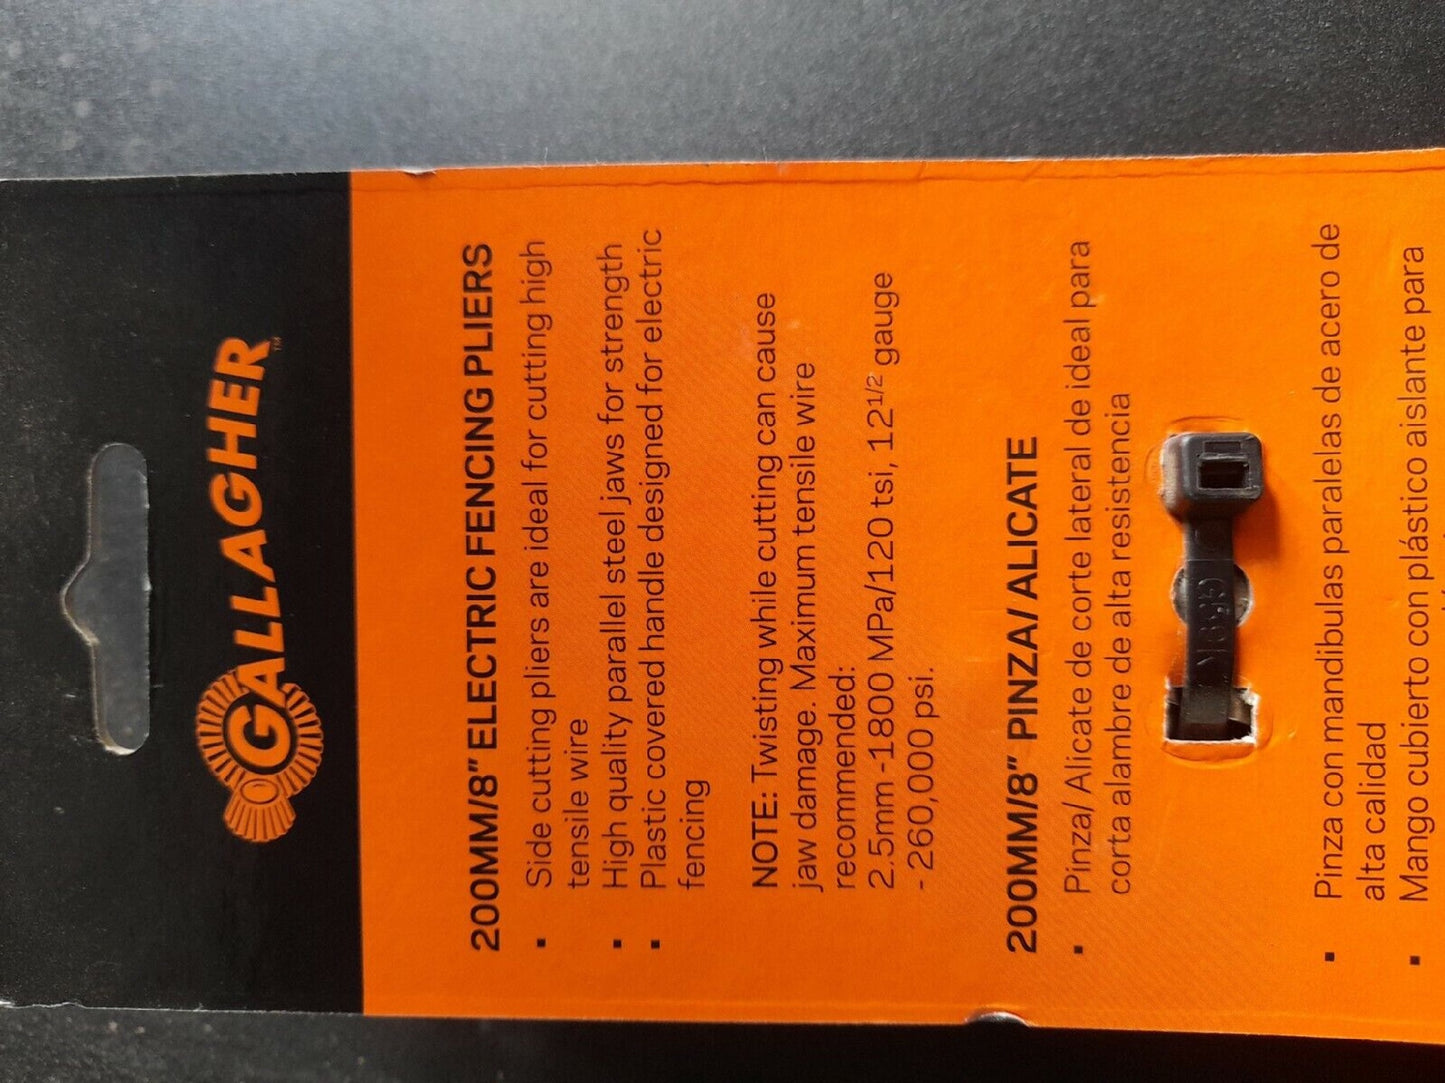 GALLAGHER™
200MM/8” ELECTRIC FENCING PLIERS
▪ Side cutting pliers are ideal for cutting high
tensile wire
▪ High quality parallel steel jaws for strength
▪ Plastic covered handle designed for electric
fencing
NOTE: Twisting while cutting can cause
jaw damage. Maximum tensile wire
recommended:
2.5mm -1800 MPa/120 tsi, 12¹/² gauge
- 260,000 psi.
200MM/8” PINZA/ ALICATE
▪ Pinza/ Alicate de corte lateral de ideal para
corta alambre de alta resistencia
▪ Pinza con mandibulas paralelas de acero de
alta calidad
▪ Mango cubierto con plástico aislante para